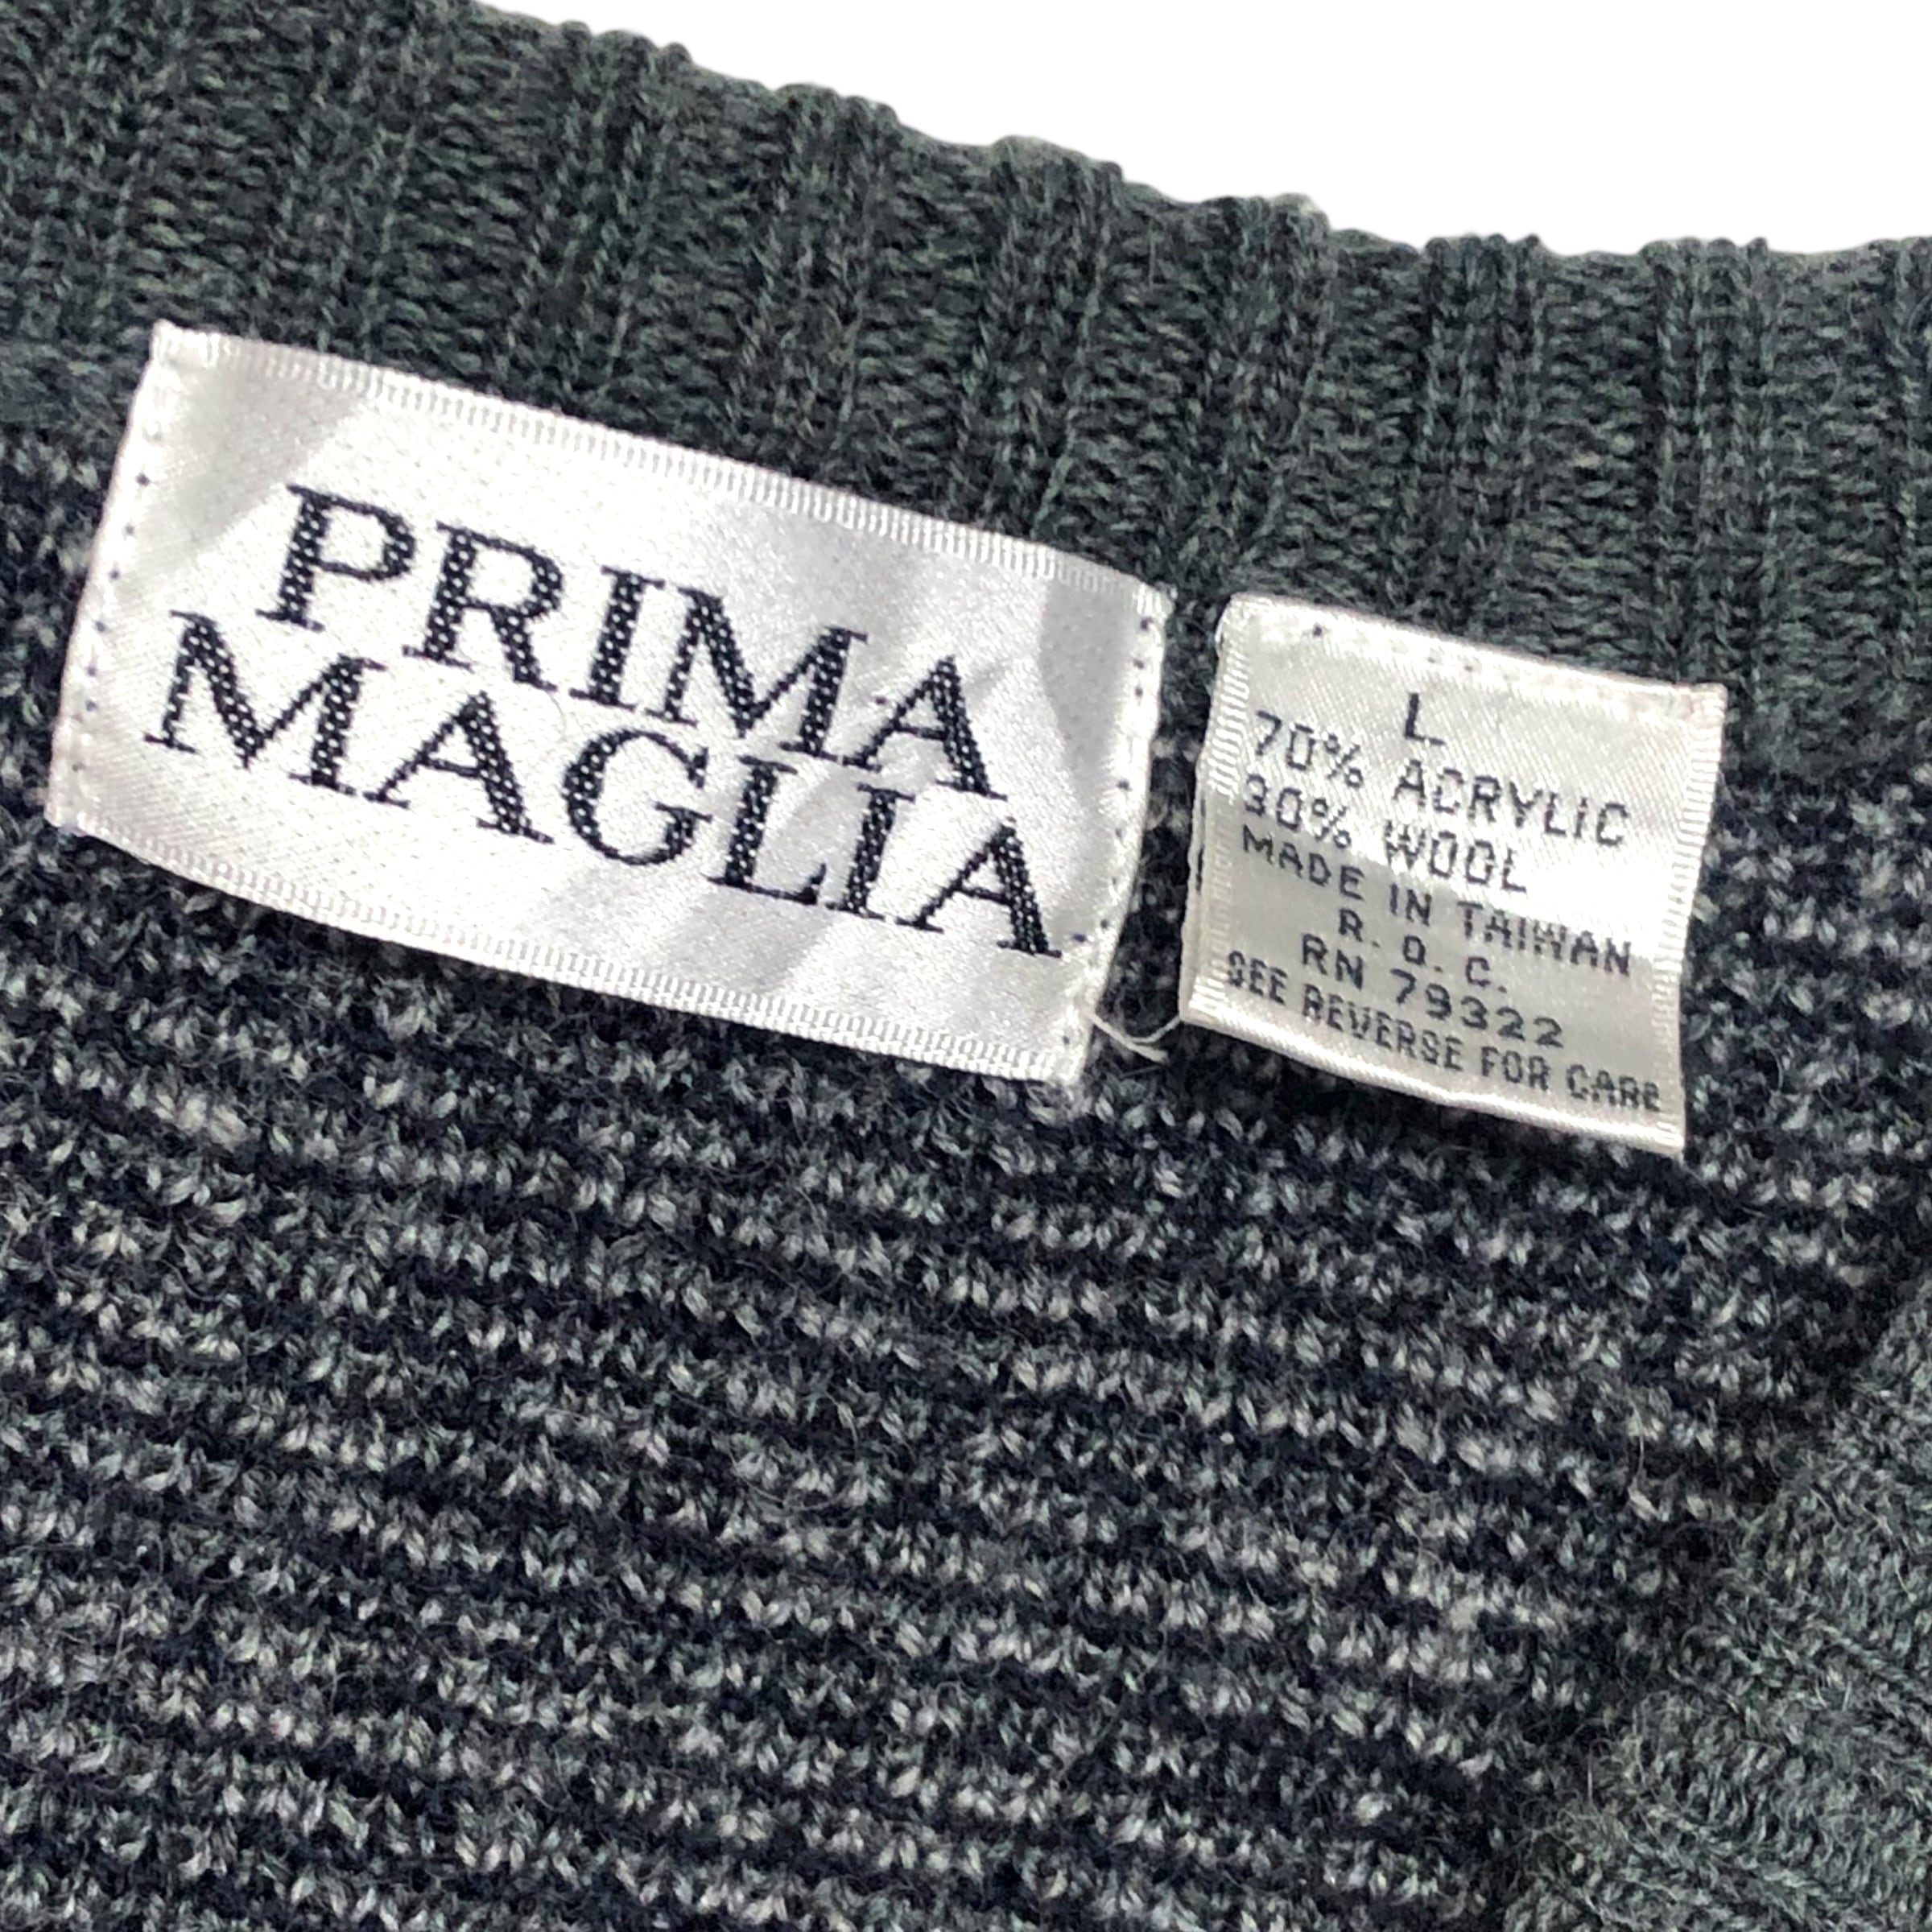 PRIMA
MAGLIA
L
70% ACRYLIC
30% WOOL
MADE IN TAIWAN
R. O. C.
RN 79322
SEE REVERSE FOR CARE